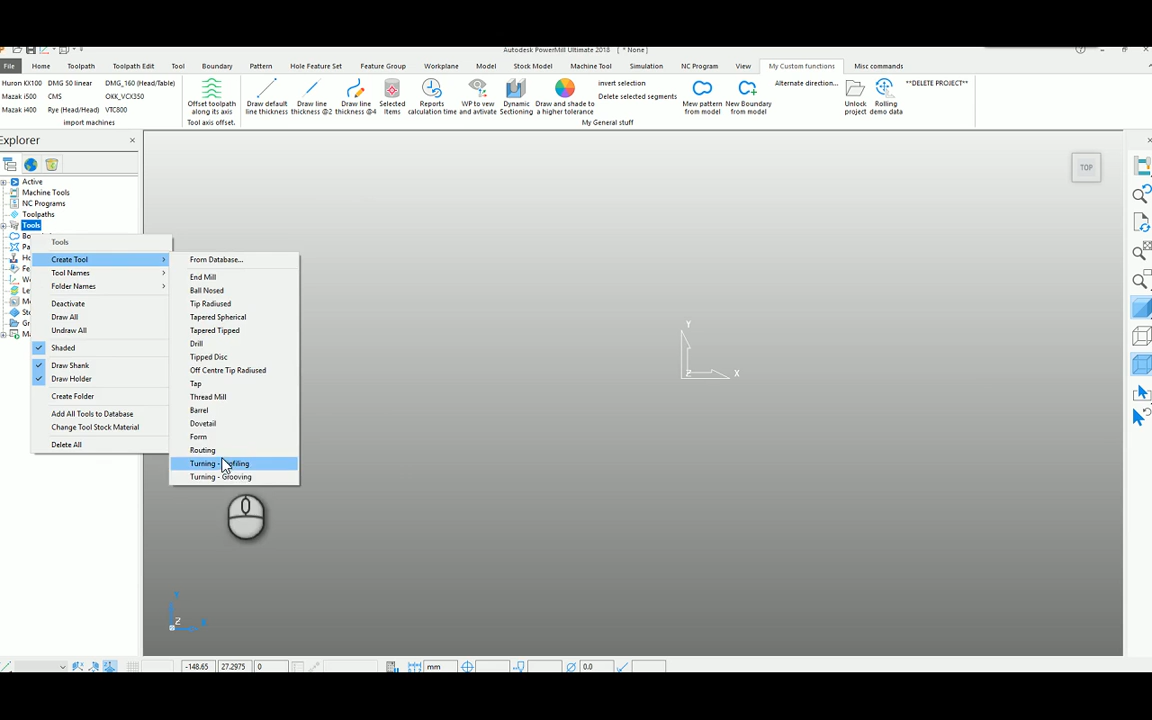 Autodesk PowerMill Ultimate 2018 [ * None ]
File Home Toolpath Toolpath Edit Tool Boundary Pattern Hole Feature Set Feature Group Workplane Model Stock Model Machine Tool Simulation NC Program View My Custom functions Misc commands
Huron KX100 DMG 50 linear DMG_160 (Head/Table)
Mazak i500 CMS OKK_VCX350
Mazak i400 Rye (Head/Head) VTC800
import machines
Offset toolpath along its axis
Tool axis offset.
Draw default line thickness
Draw line thickness @2
Draw line thickness @4
Selected Items
Reports calculation time
WP to view and activate
Dynamic Sectioning
Draw and shade to a higher tolerance
invert selection
Delete selected segments
Mew pattern from model
New Boundary from model
Alternate direction...
Unlock project
Rolling demo data
**DELETE PROJECT**
My General stuff
Explorer
Active
Machine Tools
NC Programs
Toolpaths
Tools
Tools
Create Tool
Tool Names
Folder Names
Deactivate
Draw All
Undraw All
Shaded
Draw Shank
Draw Holder
Create Folder
Add All Tools to Database
Change Tool Stock Material
Delete All
From Database...
End Mill
Ball Nosed
Tip Radiused
Tapered Spherical
Tapered Tipped
Drill
Tipped Disc
Off Centre Tip Radiused
Tap
Thread Mill
Barrel
Dovetail
Form
Routing
Turning -
Turning - Grooving
TOP
Y
Z X
Z
-148.65 27.2975 0 mm 0.0